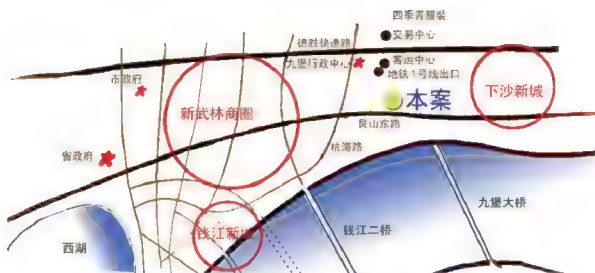 四季青服装
交易中心
德胜快速路
九堡行政中心
客运中心
地铁1号线出口
市政府
本案
下沙新城
新武林商圈
艮山东路
杭海路
省政府
九堡大桥
钱江新城
钱江二桥
西湖